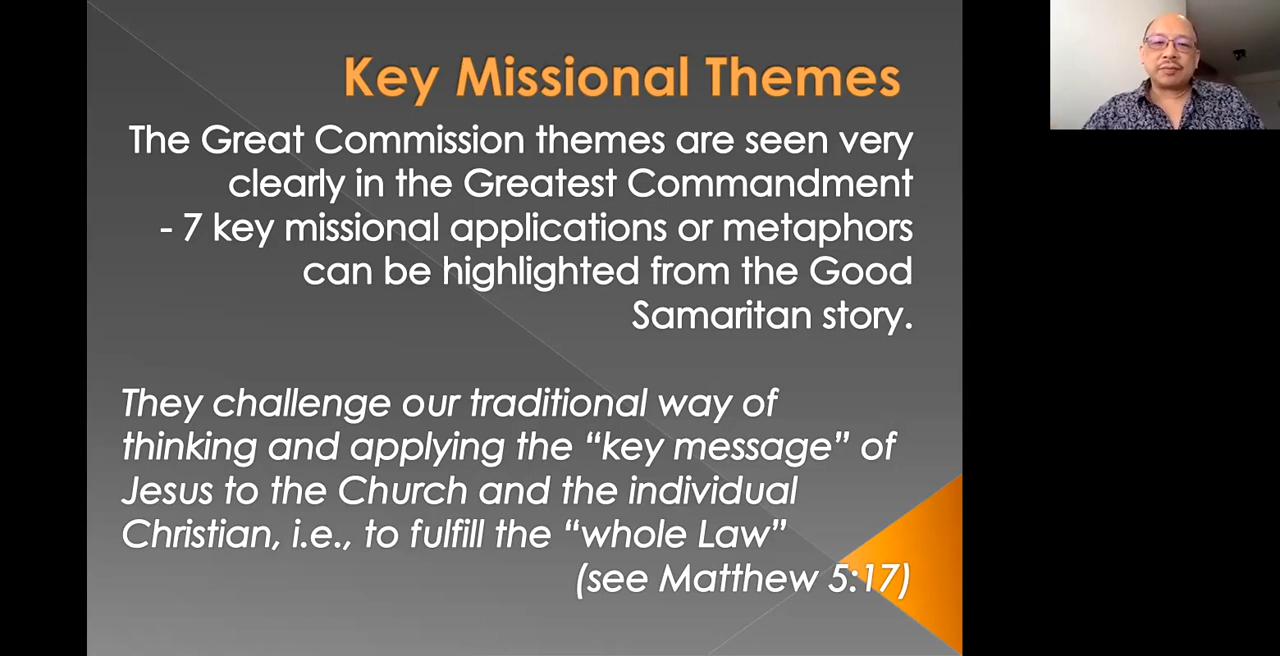 Key Missional Themes
The Great Commission themes are seen very
clearly in the Greatest Commandment
- 7 key missional applications or metaphors
can be highlighted from the Good
Samaritan story.
They challenge our traditional way of
thinking and applying the “key message” of
Jesus to the Church and the individual
Christian, i.e., to fulfill the “whole Law”
(see Matthew 5:17)